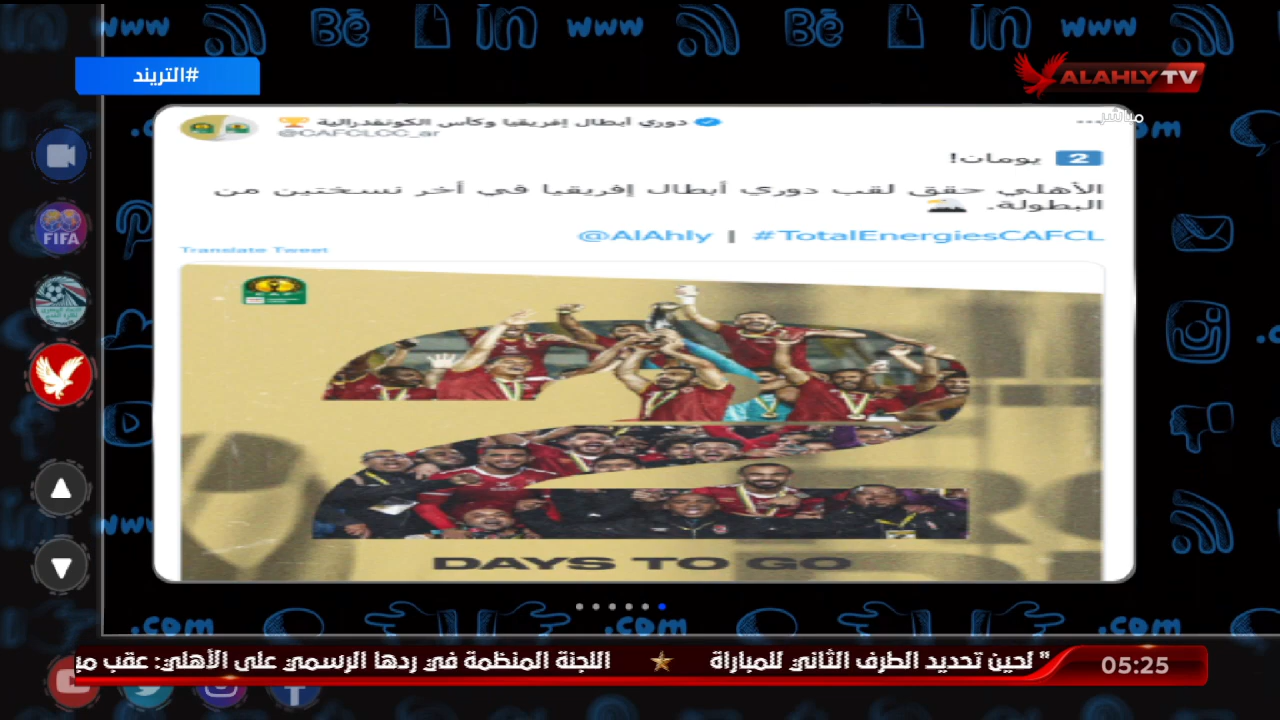 #التريند
ALAHLY TV
مباشر
دوري أبطال إفريقيا وكأس الكونفدرالية 🏆
@CAFCLCC_ar
2 يومان!
الأهلي حقق لقب دوري أبطال إفريقيا في آخر نسختين من
البطولة. 🦅
@AlAhly | #TotalEnergiesCAFCL
Translate Tweet
FIFA
DAYS TO GO
" لحين تحديد الطرف الثاني للمباراة ★ اللجنة المنظمة في ردها الرسمي على الأهلي: عقب
05:25